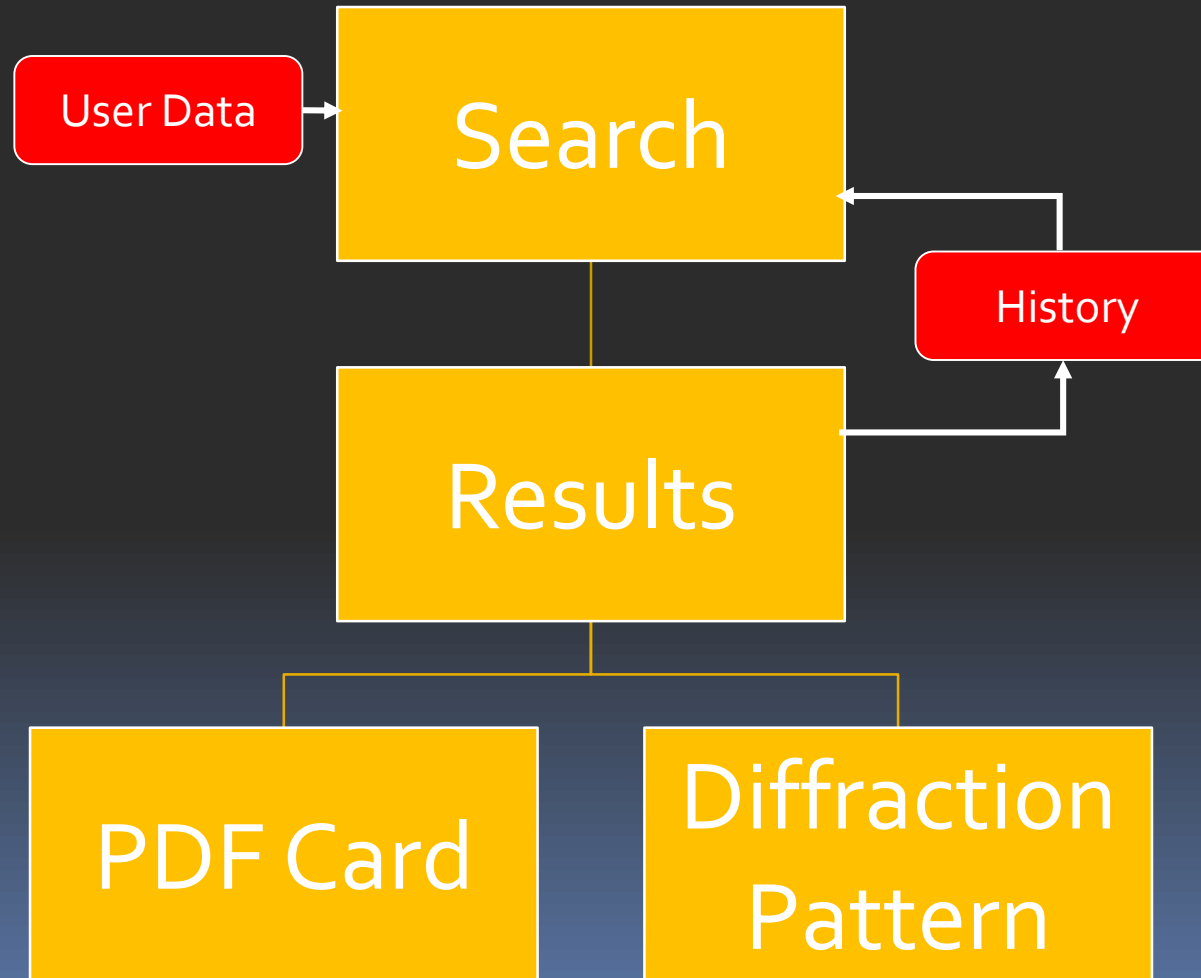 User Data
Search
History
Results
PDF Card
Diffraction
Pattern